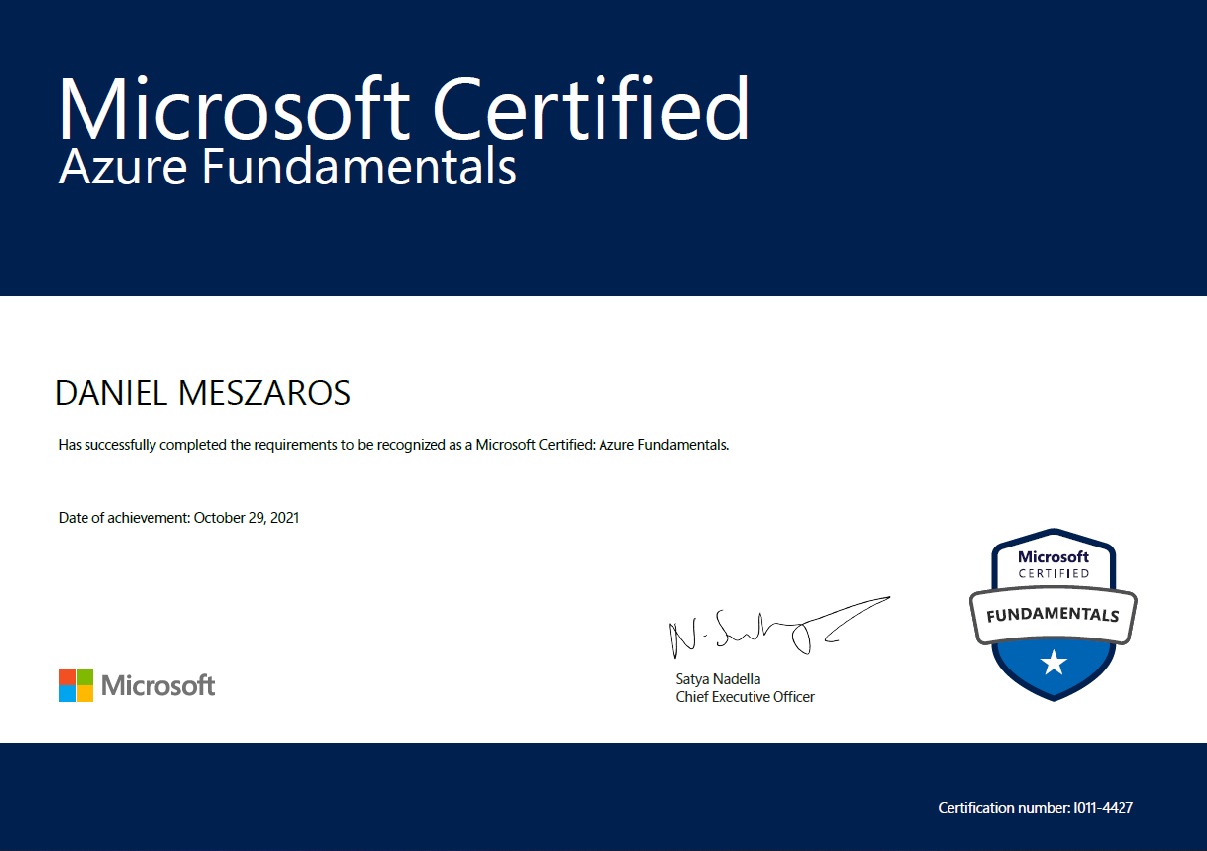 Microsoft Certified
Azure Fundamentals
DANIEL MESZAROS
Has successfully completed the requirements to be recognized as a Microsoft Certified: Azure Fundamentals.
Date of achievement: October 29, 2021
Microsoft
CERTIFIED
FUNDAMENTALS
N. Satya
Satya Nadella
Chief Executive Officer
Microsoft
Certification number: I011-4427